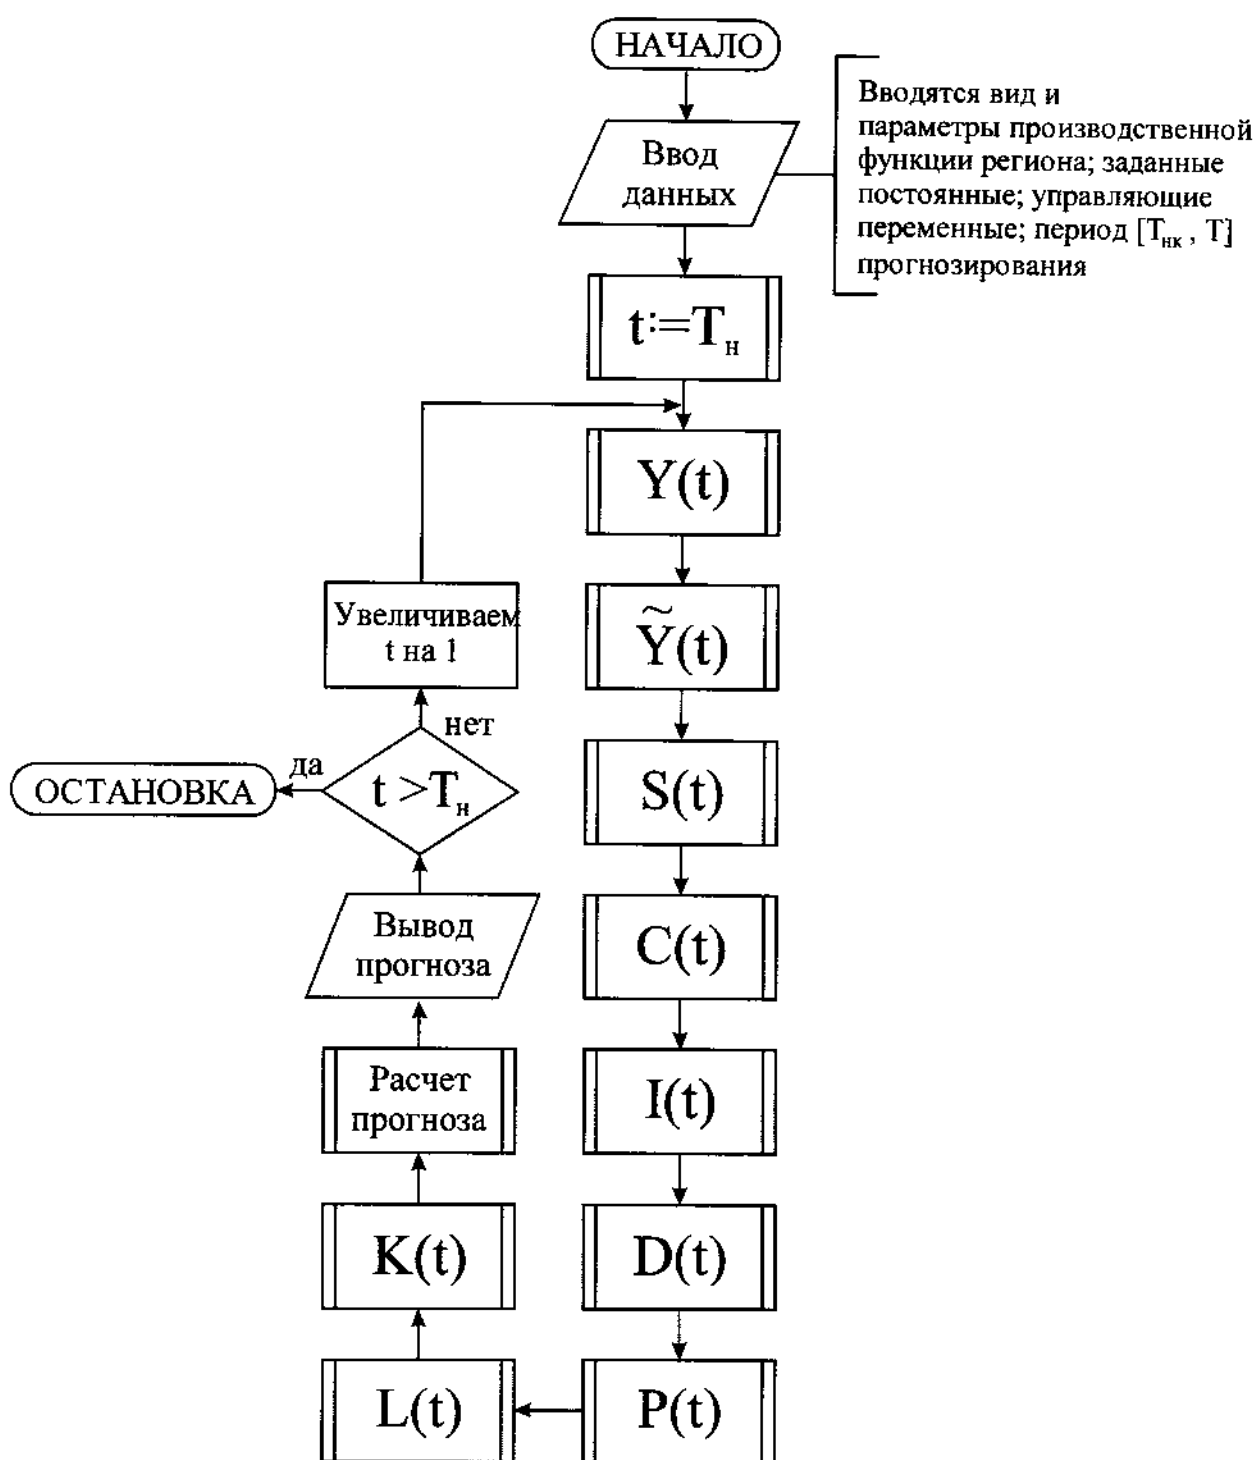 НАЧАЛО
Ввод
данных
Вводятся вид и
параметры производственной
функции региона; заданные
постоянные; управляющие
переменные; период [Tнк , T]
прогнозирования
t:=Tн
Y(t)
Ỹ(t)
S(t)
C(t)
I(t)
D(t)
P(t)
L(t)
K(t)
Расчет
прогноза
Вывод
прогноза
t >Tн
да
ОСТАНОВКА
нет
Увеличиваем
t на 1